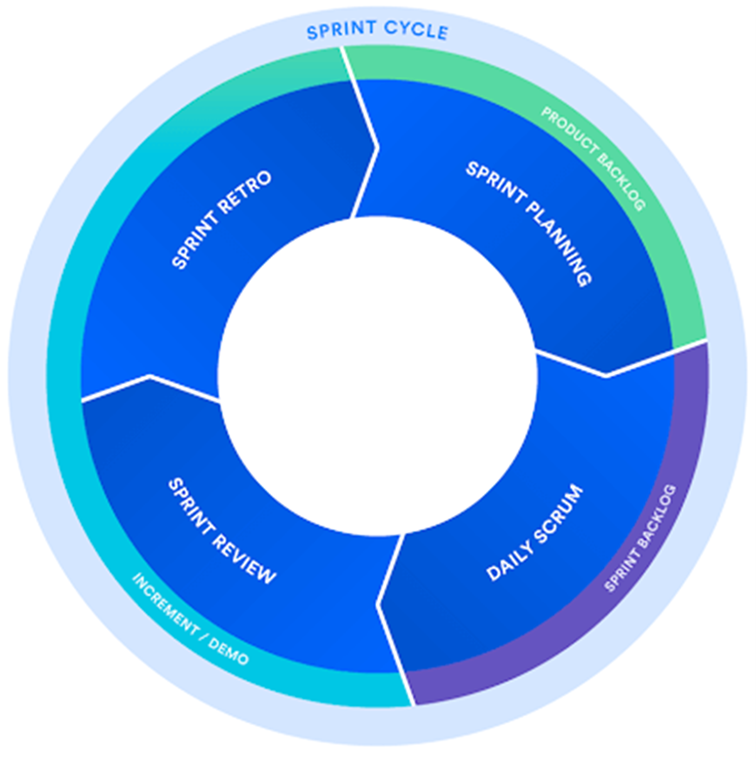 SPRINT CYCLE
PRODUCT BACKLOG
SPRINT PLANNING
DAILY SCRUM
SPRINT BACKLOG
SPRINT REVIEW
INCREMENT / DEMO
SPRINT RETRO